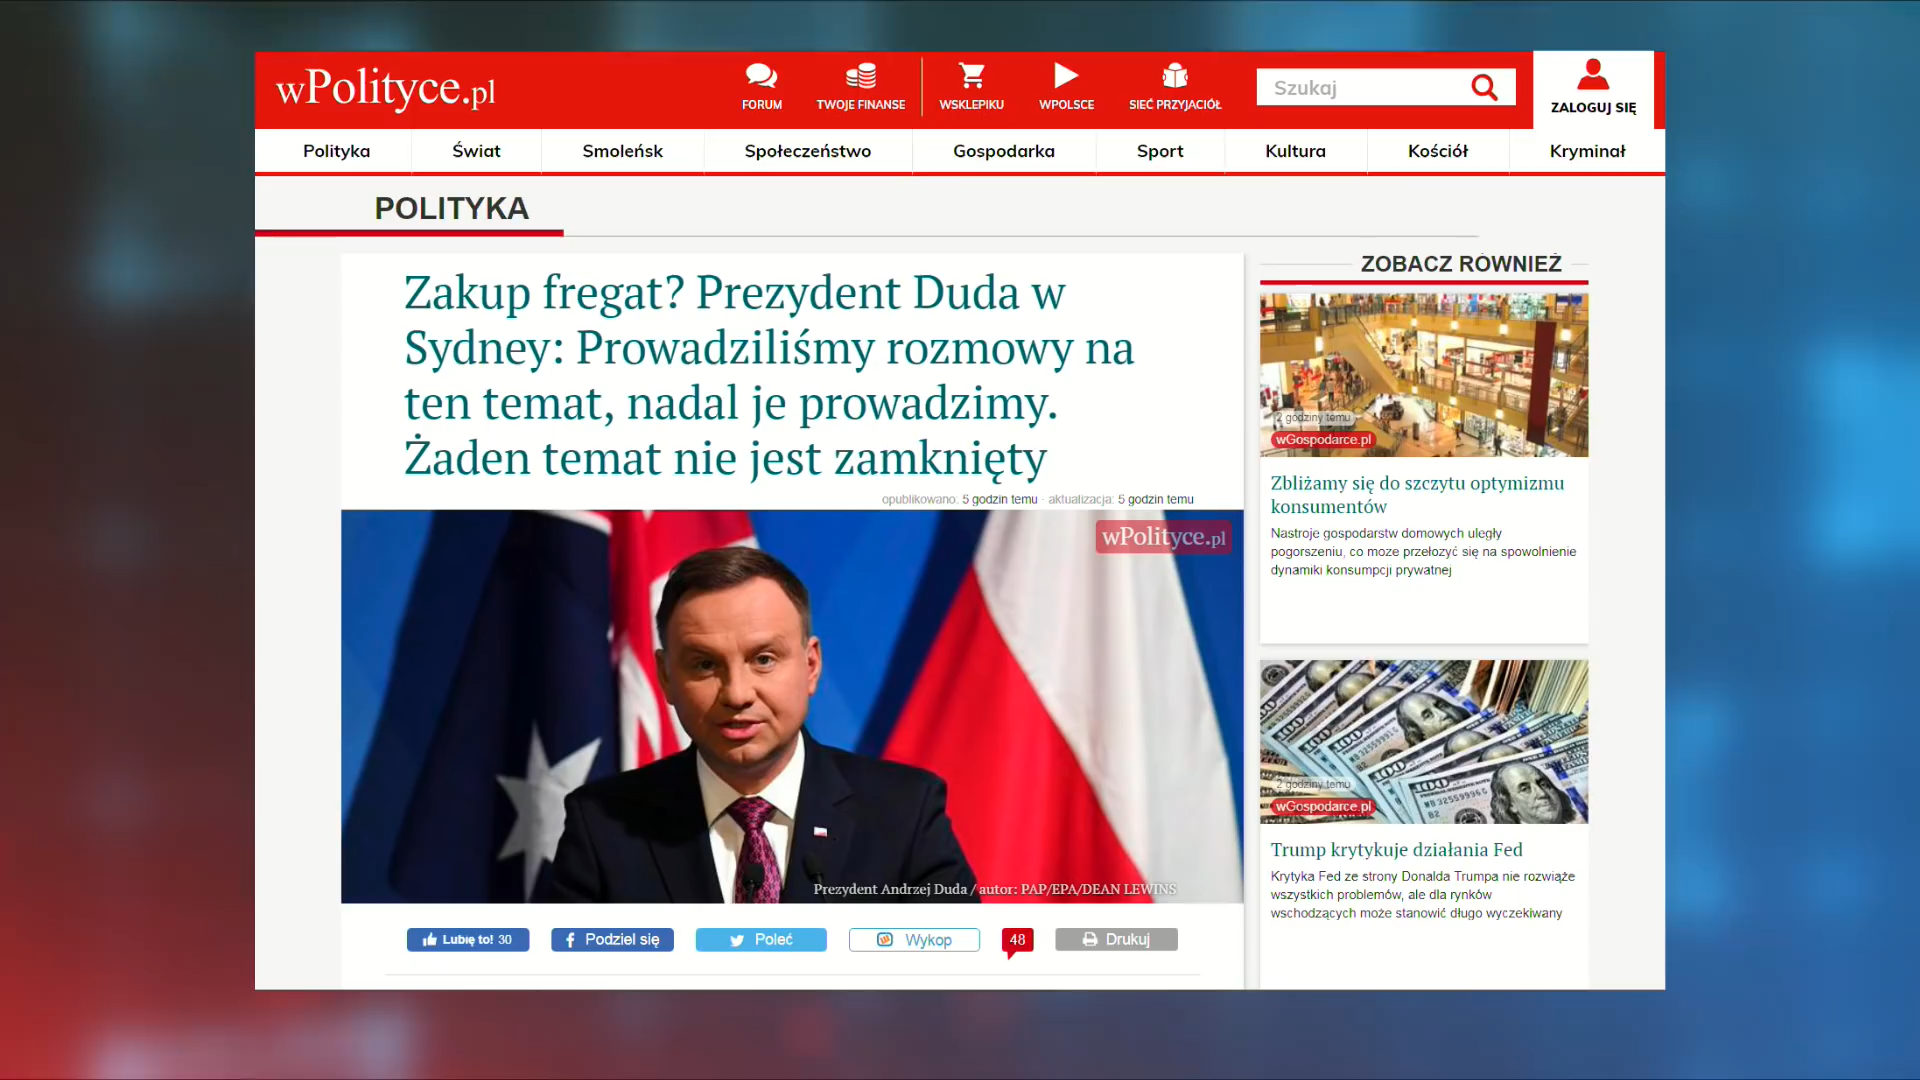 wPolityce.pl
FORUM
TWOJE FINANSE
WSKLEPIKU
WPOLSCE
SIEĆ PRZYJACIÓŁ
Szukaj
ZALOGUJ SIĘ
Polityka
Świat
Smoleńsk
Społeczeństwo
Gospodarka
Sport
Kultura
Kościół
Kryminał
POLITYKA
Zakup fregat? Prezydent Duda w
Sydney: Prowadziliśmy rozmowy na
ten temat, nadal je prowadzimy.
Żaden temat nie jest zamknięty
opublikowano: 5 godzin temu · aktualizacja: 5 godzin temu
wPolityce.pl
Prezydent Andrzej Duda / autor: PAP/EPA/DEAN LEWINS
Lubię to! 30
Podziel się
Poleć
Wykop
48
Drukuj
ZOBACZ RÓWNIEŻ
2 godziny temu
wGospodarce.pl
Zbliżamy się do szczytu optymizmu
konsumentów
Nastroje gospodarstw domowych uległy
pogorszeniu, co może przełożyć się na spowolnienie
dynamiki konsumpcji prywatnej
2 godziny temu
wGospodarce.pl
Trump krytykuje działania Fed
Krytyka Fed ze strony Donalda Trumpa nie rozwiąże
wszystkich problemów, ale dla rynków
wschodzących może stanowić długo wyczekiwany